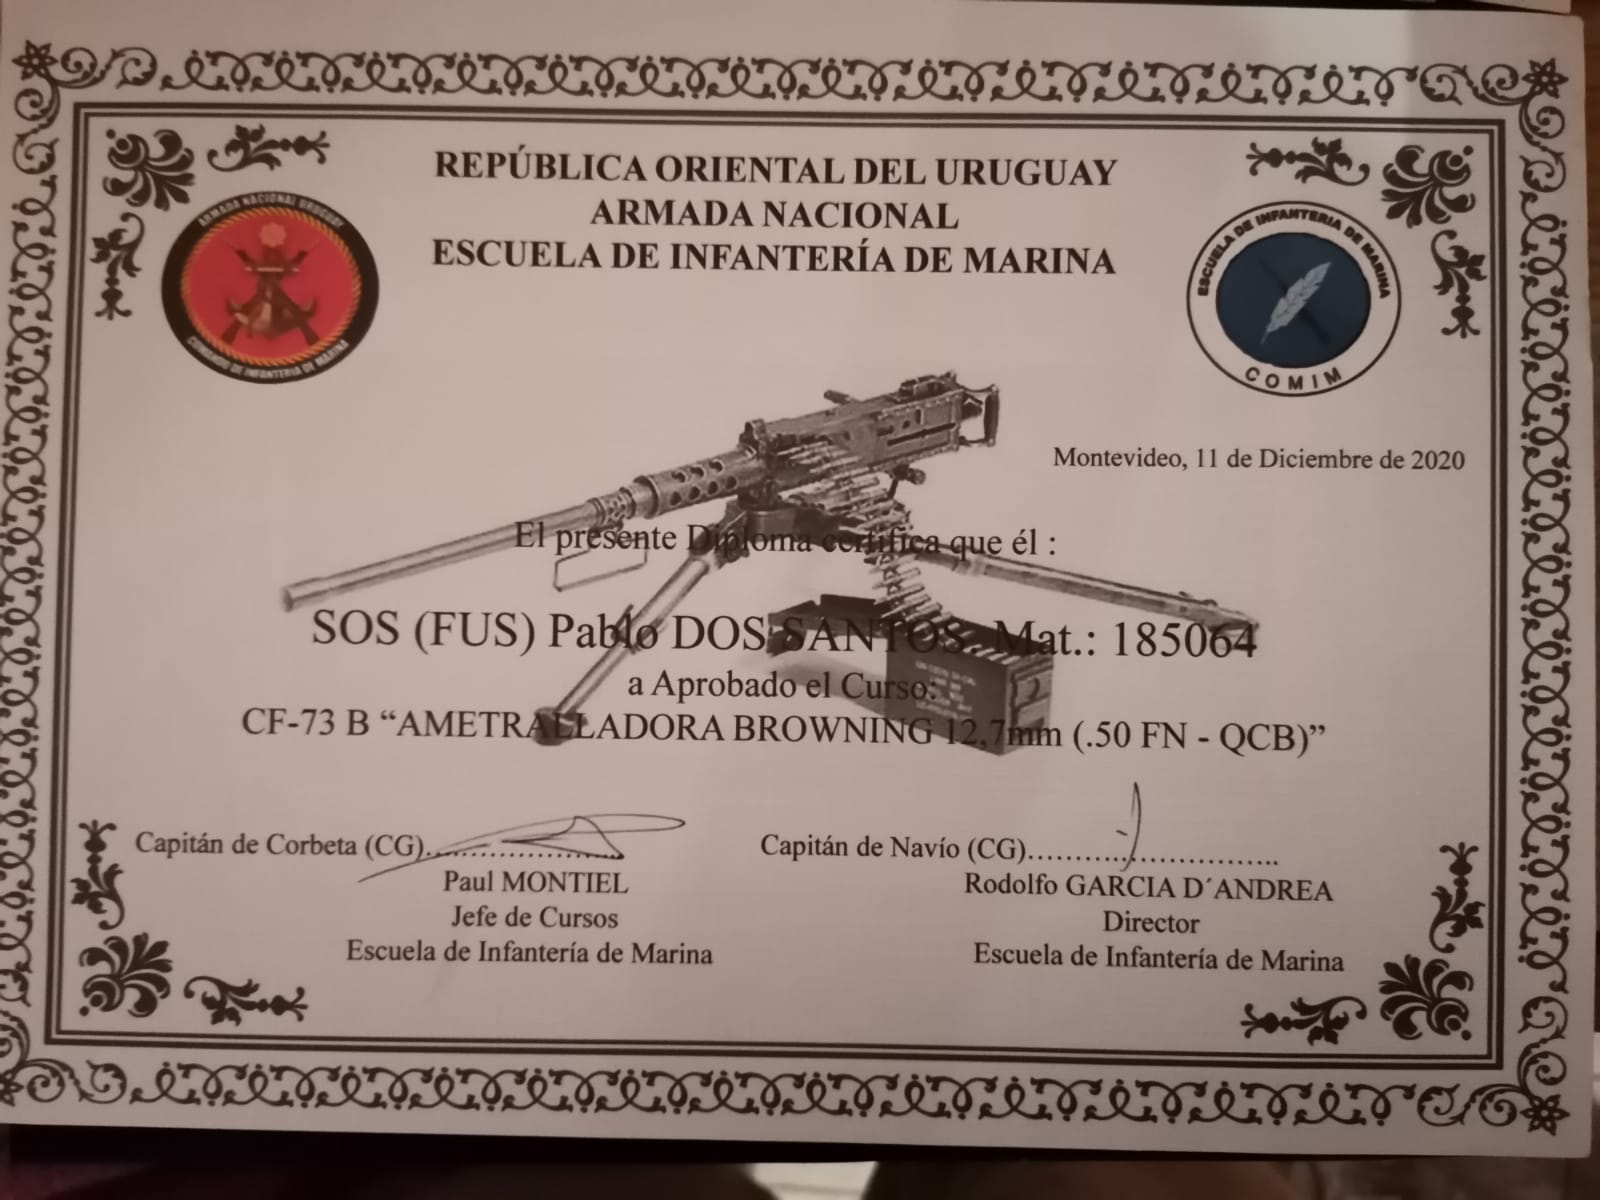 REPÚBLICA ORIENTAL DEL URUGUAY
ARMADA NACIONAL
ESCUELA DE INFANTERÍA DE MARINA
ARMADA NACIONAL URUGUAY
COMANDO DE INFANTERIA DE MARINA
ESCUELA DE INFANTERIA DE MARINA
COMIM
Montevideo, 11 de Diciembre de 2020
El presente Diploma certifica que él :
SOS (FUS) Pablo DOS SANTOS. Mat.: 185064
a Aprobado el Curso:
CF-73 B “AMETRALLADORA BROWNING 12,7mm (.50 FN - QCB)”
Capitán de Corbeta (CG)........................
Paul MONTIEL
Jefe de Cursos
Escuela de Infantería de Marina
Capitán de Navío (CG)..............................
Rodolfo GARCIA D´ANDREA
Director
Escuela de Infantería de Marina